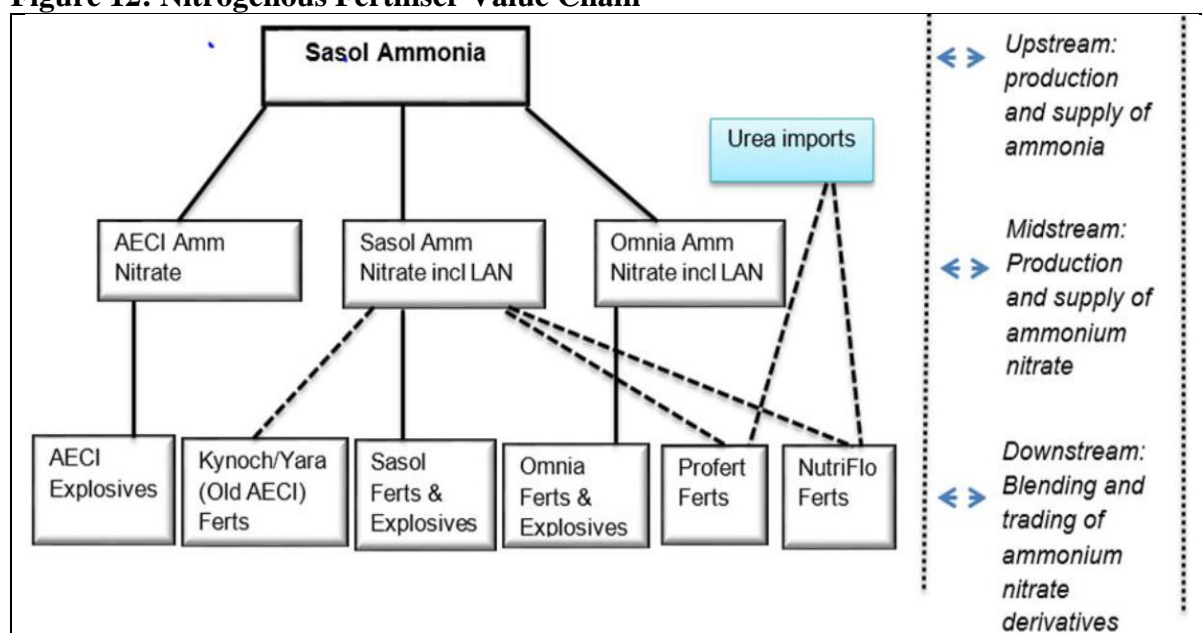 Figure 12: Nitrogenous Fertiliser Value Chain
Sasol Ammonia
Urea imports
AECI Amm
Nitrate
Sasol Amm
Nitrate incl LAN
Omnia Amm
Nitrate incl LAN
AECI
Explosives
Kynoch/Yara
(Old AECI)
Ferts
Sasol
Ferts &
Explosives
Omnia
Ferts &
Explosives
Profert
Ferts
NutriFlo
Ferts
Upstream:
production
and supply of
ammonia
Midstream:
Production
and supply of
ammonium
nitrate
Downstream:
Blending and
trading of
ammonium
nitrate
derivatives